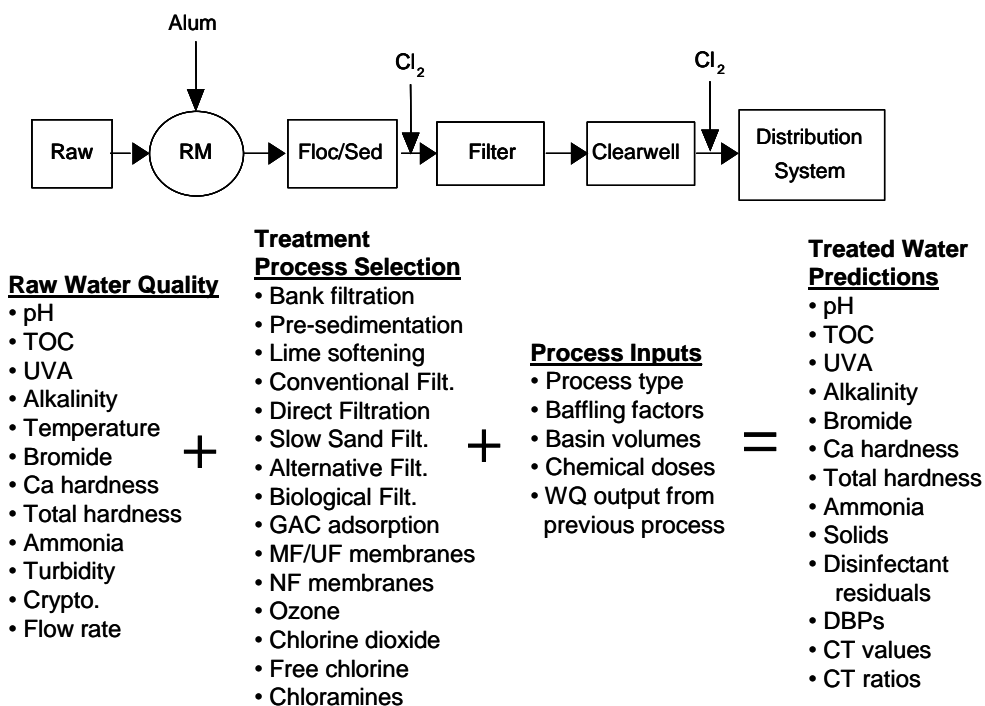 Alum
Cl₂
Cl₂
Raw
RM
Floc/Sed
Filter
Clearwell
Distribution
System
Raw Water Quality
• pH
• TOC
• UVA
• Alkalinity
• Temperature
• Bromide
• Ca hardness
• Total hardness
• Ammonia
• Turbidity
• Crypto.
• Flow rate
+
Treatment
Process Selection
• Bank filtration
• Pre-sedimentation
• Lime softening
• Conventional Filt.
• Direct Filtration
• Slow Sand Filt.
• Alternative Filt.
• Biological Filt.
• GAC adsorption
• MF/UF membranes
• NF membranes
• Ozone
• Chlorine dioxide
• Free chlorine
• Chloramines
+
Process Inputs
• Process type
• Baffling factors
• Basin volumes
• Chemical doses
• WQ output from
previous process
=
Treated Water
Predictions
• pH
• TOC
• UVA
• Alkalinity
• Bromide
• Ca hardness
• Total hardness
• Ammonia
• Solids
• Disinfectant
residuals
• DBPs
• CT values
• CT ratios